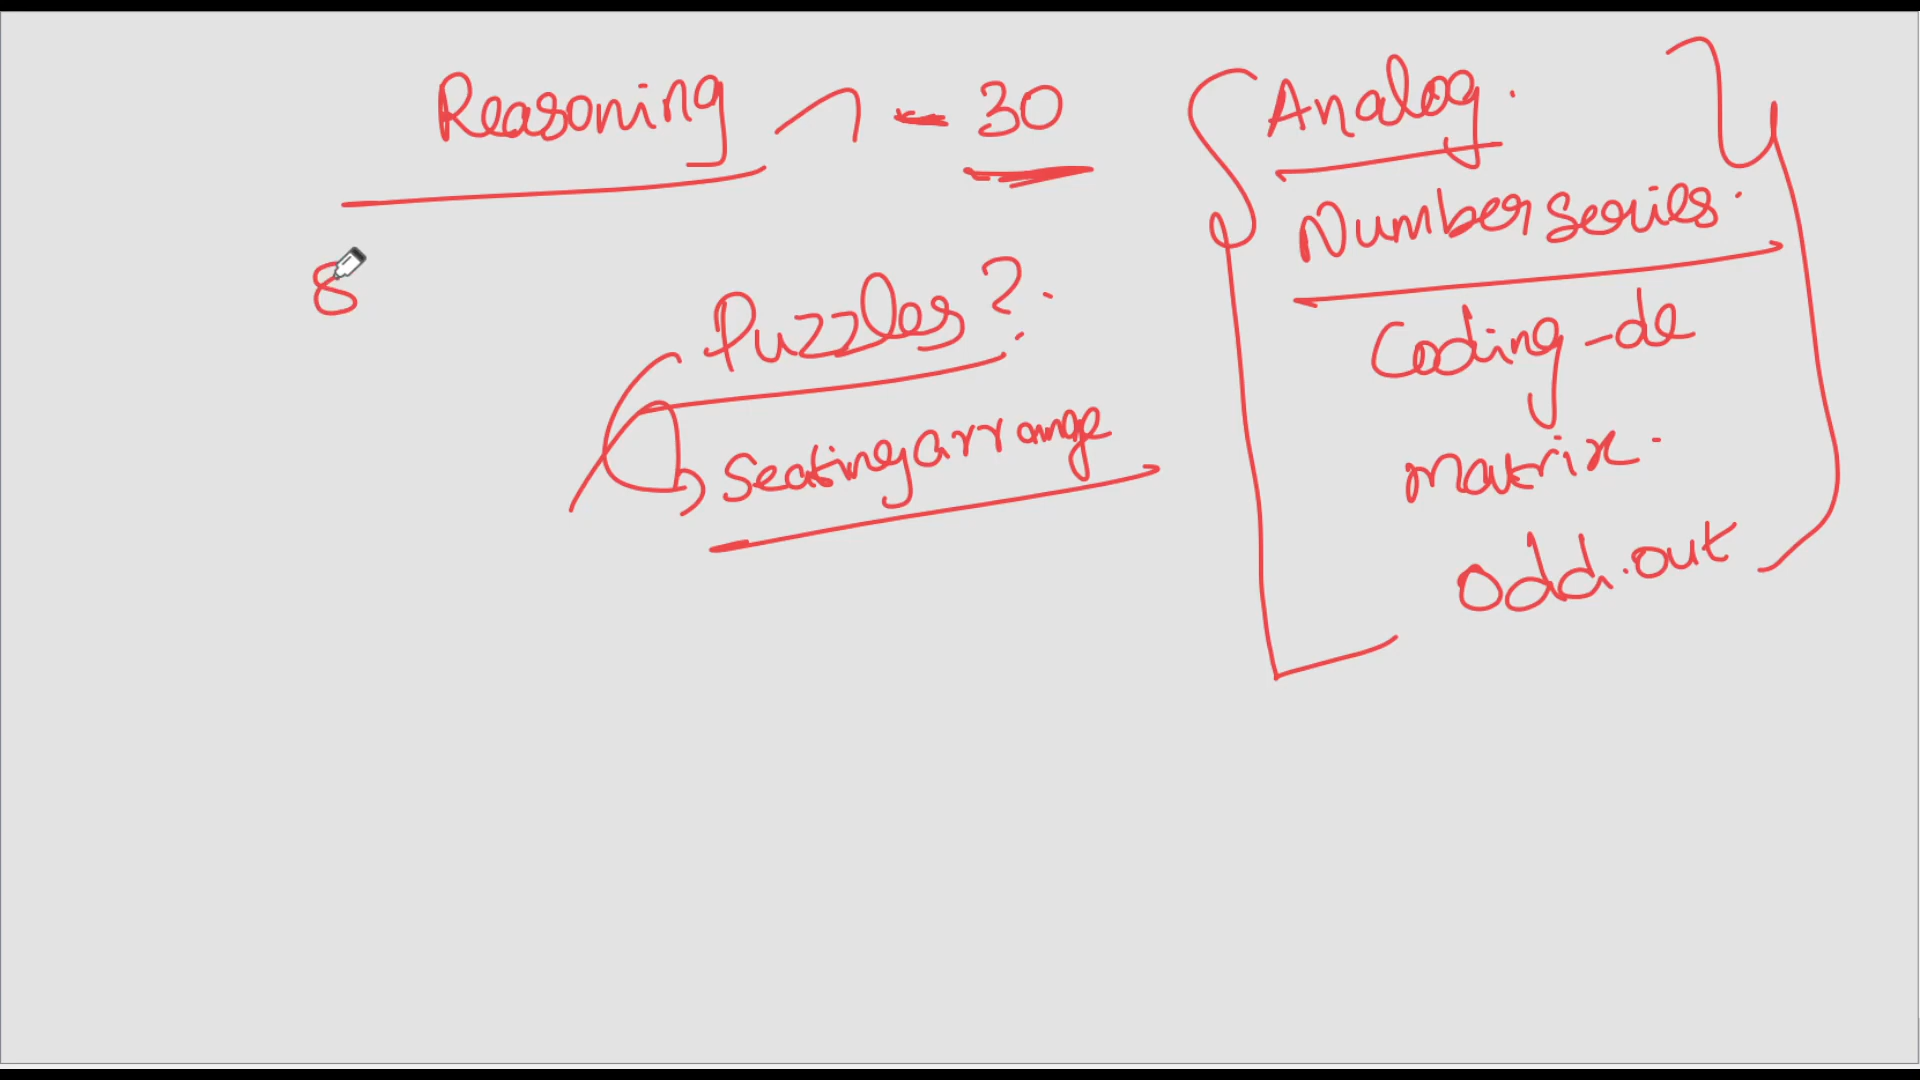 Reasoning - 30
8
Puzzles?
Seating arrange
Analog.
Number series.
Coding-de
matrix.
Odd.out